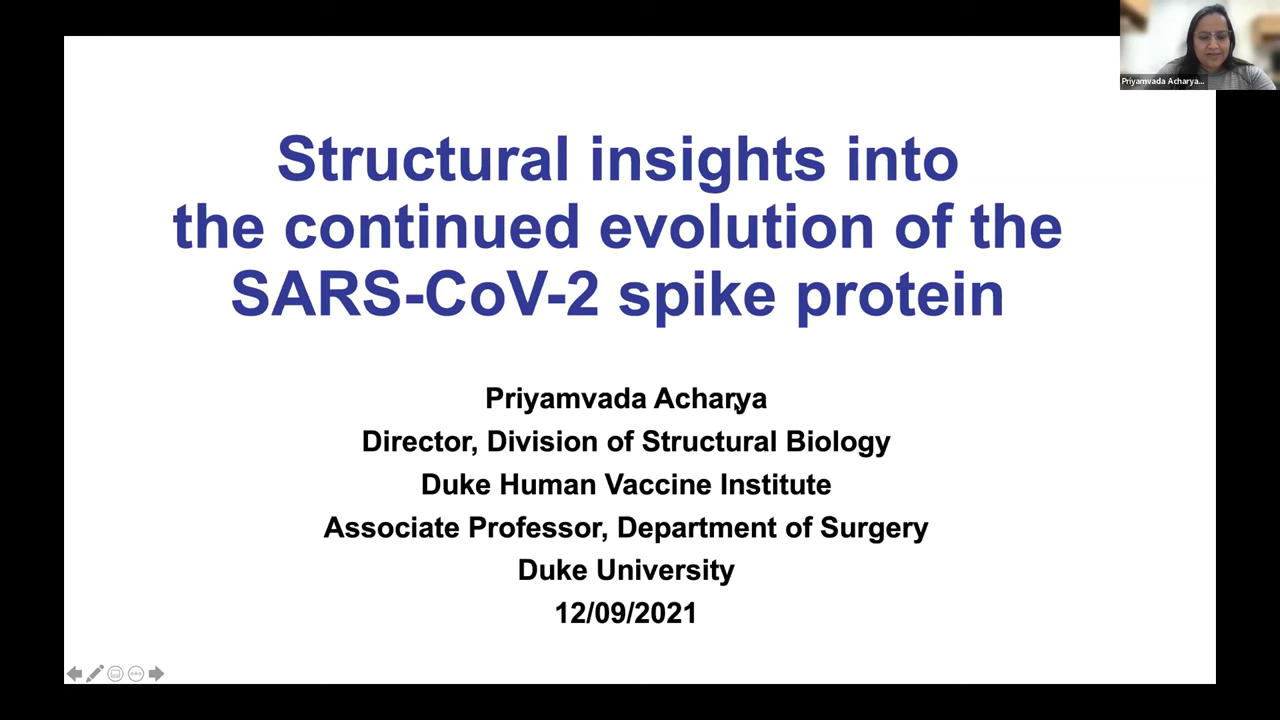 Structural insights into
the continued evolution of the
SARS-CoV-2 spike protein
Priyamvada Acharya
Director, Division of Structural Biology
Duke Human Vaccine Institute
Associate Professor, Department of Surgery
Duke University
12/09/2021
Priyamvada Acharya...